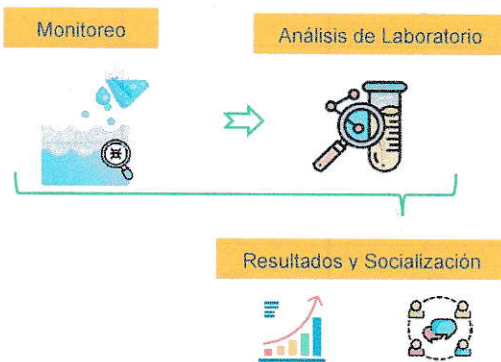 Monitoreo
Análisis de Laboratorio
Resultados y Socialización